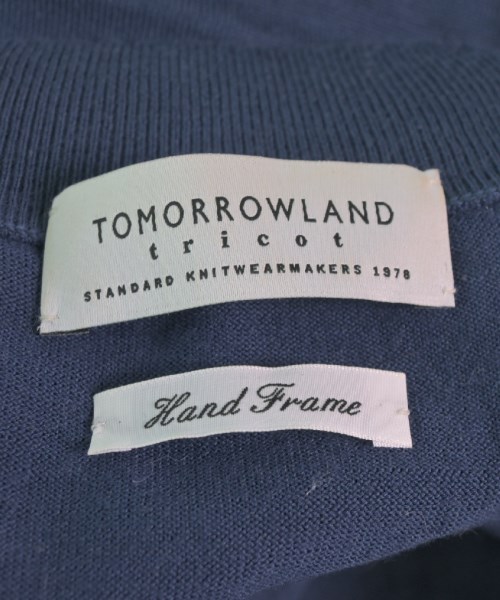 TOMORROWLAND
tricot
STANDARD KNITWEARMAKERS 1978
Hand Frame